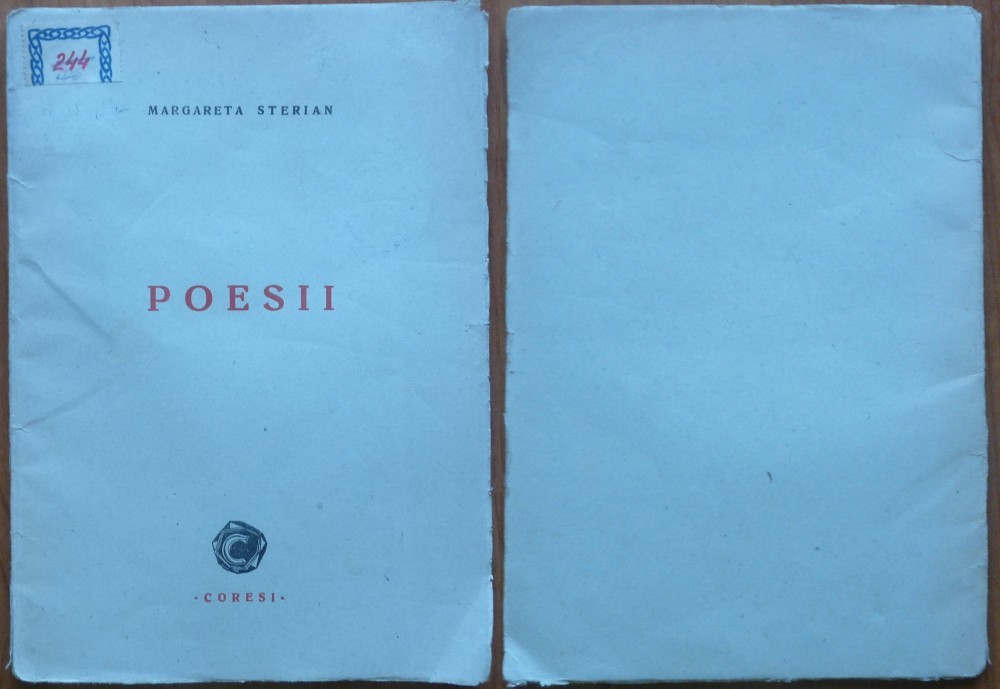 244
MARGARETA STERIAN
POESII
C
• CORESI •